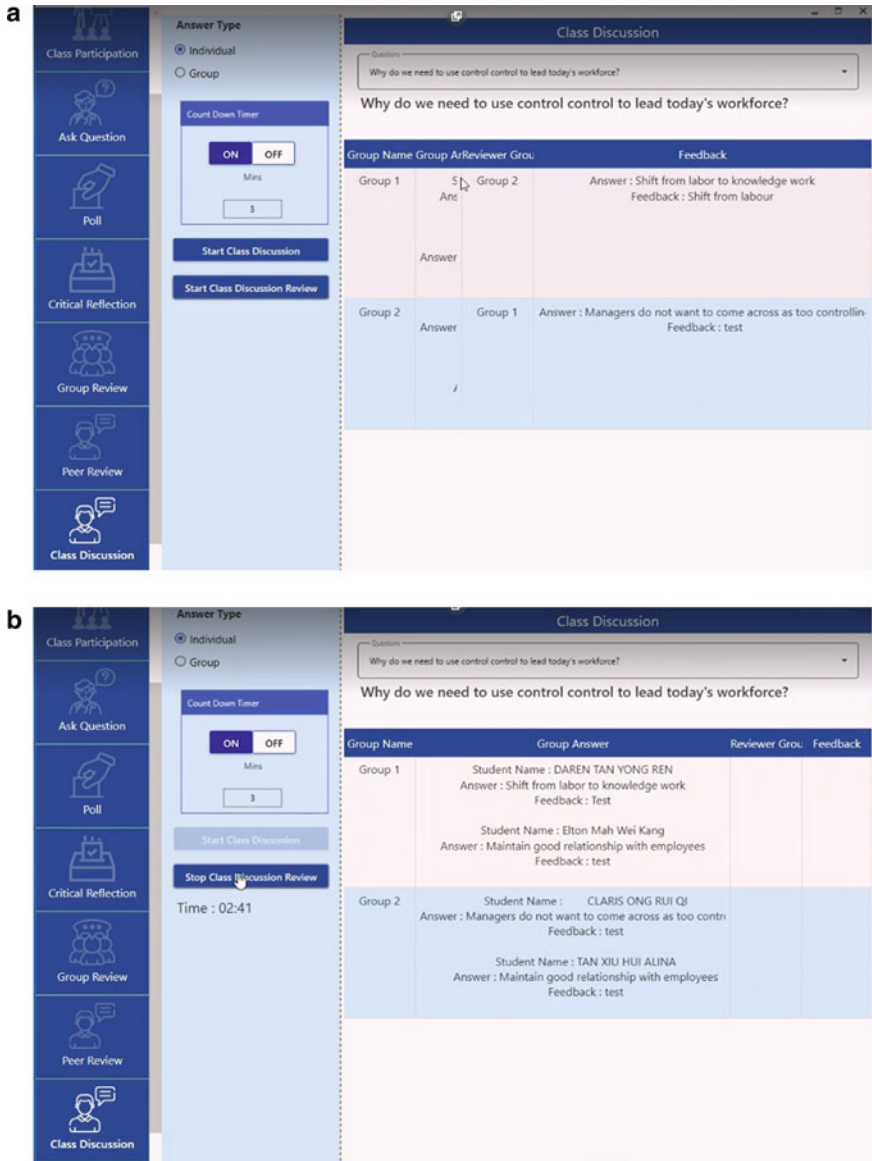 a
Class Participation
Ask Question
Poll
Critical Reflection
Group Review
Peer Review
Class Discussion
Answer Type
Individual
Group
Count Down Timer
ON OFF
Mins
3
Start Class Discussion
Start Class Discussion Review
Class Discussion
Questions
Why do we need to use control control to lead today's workforce?
Why do we need to use control control to lead today's workforce?
Group Name Group Ar Reviewer Grou Feedback
Group 1 S Group 2 Answer : Shift from labor to knowledge work
Ans Feedback : Shift from labour
Answer
Group 2 Group 1 Answer : Managers do not want to come across as too controllin
Answer Feedback : test
b
Class Participation
Ask Question
Poll
Critical Reflection
Group Review
Peer Review
Class Discussion
Answer Type
Individual
Group
Count Down Timer
ON OFF
Mins
3
Start Class Discussion
Stop Class Discussion Review
Time : 02:41
Class Discussion
Questions
Why do we need to use control control to lead today's workforce?
Why do we need to use control control to lead today's workforce?
Group Name Group Answer Reviewer Grou Feedback
Group 1 Student Name : DAREN TAN YONG REN
Answer : Shift from labor to knowledge work
Feedback : Test
Student Name : Elton Mah Wei Kang
Answer : Maintain good relationship with employees
Feedback : test
Group 2 Student Name : CLARIS ONG RUI QI
Answer : Managers do not want to come across as too contr
Feedback : test
Student Name : TAN XIU HUI ALINA
Answer : Maintain good relationship with employees
Feedback : test